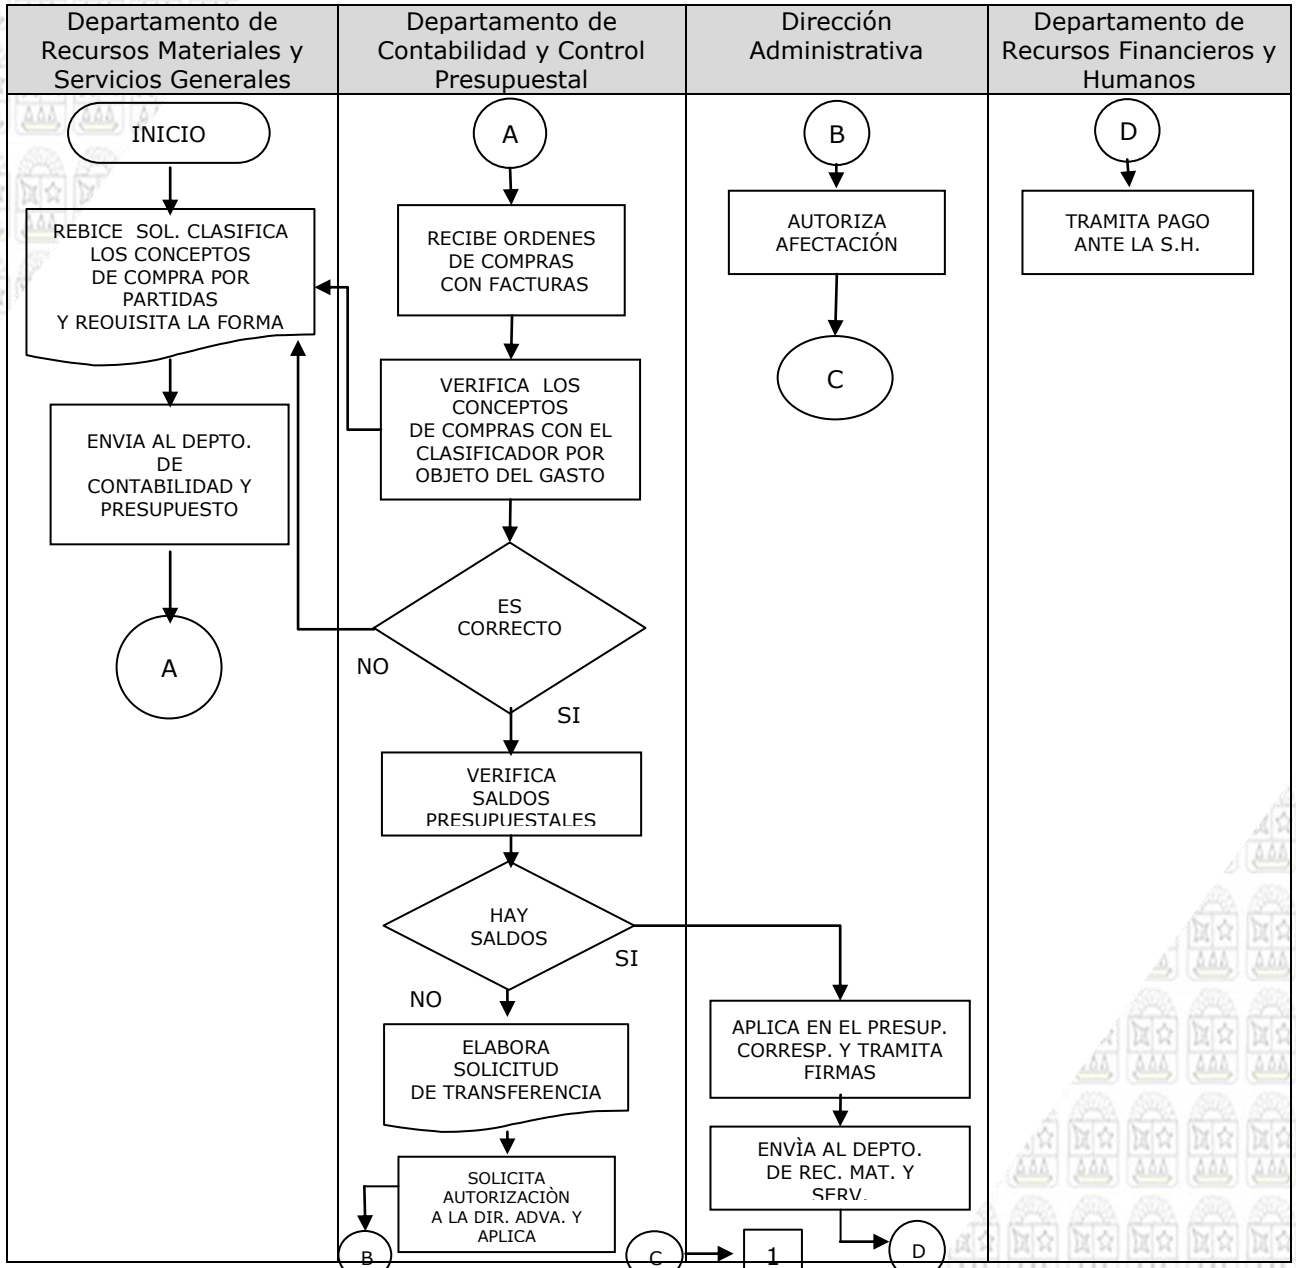 Departamento de
Recursos Materiales y
Servicios Generales
Departamento de
Contabilidad y Control
Presupuestal
Dirección
Administrativa
Departamento de
Recursos Financieros y
Humanos
INICIO
REBICE SOL. CLASIFICA
LOS CONCEPTOS
DE COMPRA POR
PARTIDAS
Y REQUISITA LA FORMA
ENVIA AL DEPTO.
DE
CONTABILIDAD Y
PRESUPUESTO
A
A
RECIBE ORDENES
DE COMPRAS
CON FACTURAS
VERIFICA LOS
CONCEPTOS
DE COMPRAS CON EL
CLASIFICADOR POR
OBJETO DEL GASTO
ES
CORRECTO
NO
SI
VERIFICA
SALDOS
PRESUPUESTALES
HAY
SALDOS
SI
NO
ELABORA
SOLICITUD
DE TRANSFERENCIA
SOLICITA
AUTORIZACIÒN
A LA DIR. ADVA. Y
APLICA
B
C
1
B
AUTORIZA
AFECTACIÓN
C
APLICA EN EL PRESUP.
CORRESP. Y TRAMITA
FIRMAS
ENVÌA AL DEPTO.
DE REC. MAT. Y
SERV.
D
D
TRAMITA PAGO
ANTE LA S.H.